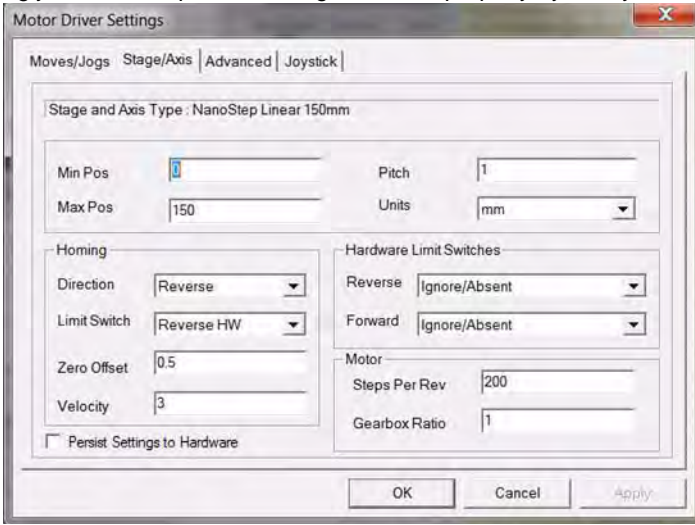 Motor Driver Settings
X
Moves/Jogs Stage/Axis Advanced Joystick
Stage and Axis Type : NanoStep Linear 150mm
Min Pos 0 Pitch 1
Max Pos 150 Units mm
Homing Hardware Limit Switches
Direction Reverse Reverse Ignore/Absent
Limit Switch Reverse HW Forward Ignore/Absent
Zero Offset 0.5 Motor
Steps Per Rev 200
Velocity 3 Gearbox Ratio 1
Persist Settings to Hardware
OK Cancel Apply